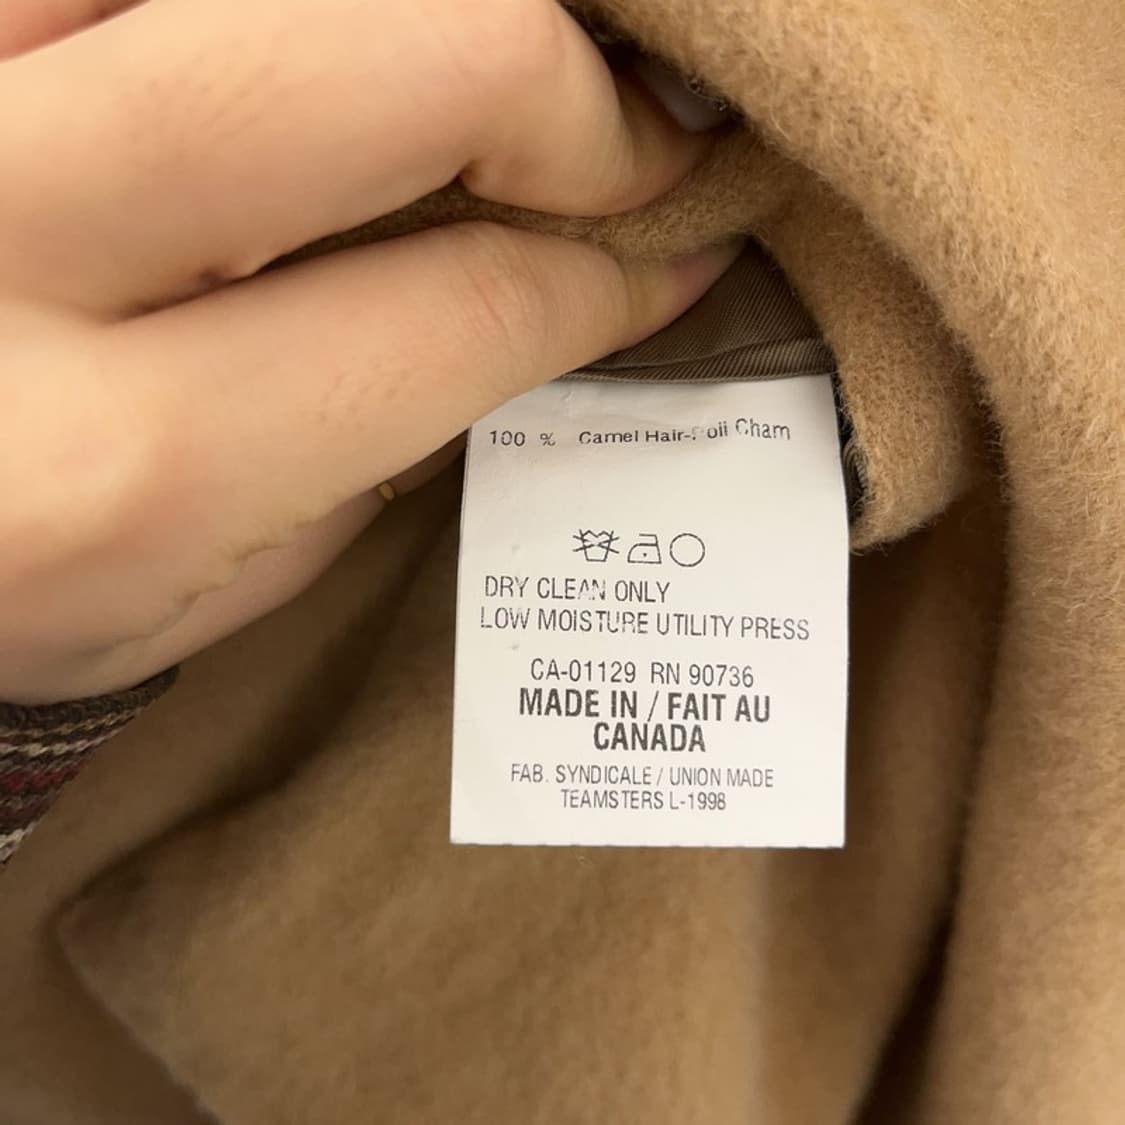 100 % Camel Hair-Poil Cham
DRY CLEAN ONLY
LOW MOISTURE UTILITY PRESS
CA-01129 RN 90736
MADE IN / FAIT AU
CANADA
FAB. SYNDICALE / UNION MADE
TEAMSTERS L-1998